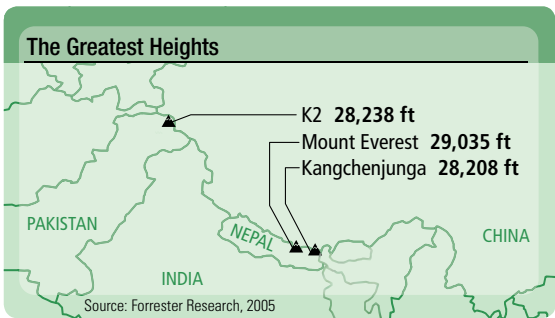 The Greatest Heights
K2 28,238 ft
Mount Everest 29,035 ft
Kangchenjunga 28,208 ft
PAKISTAN
NEPAL
CHINA
INDIA
Source: Forrester Research, 2005